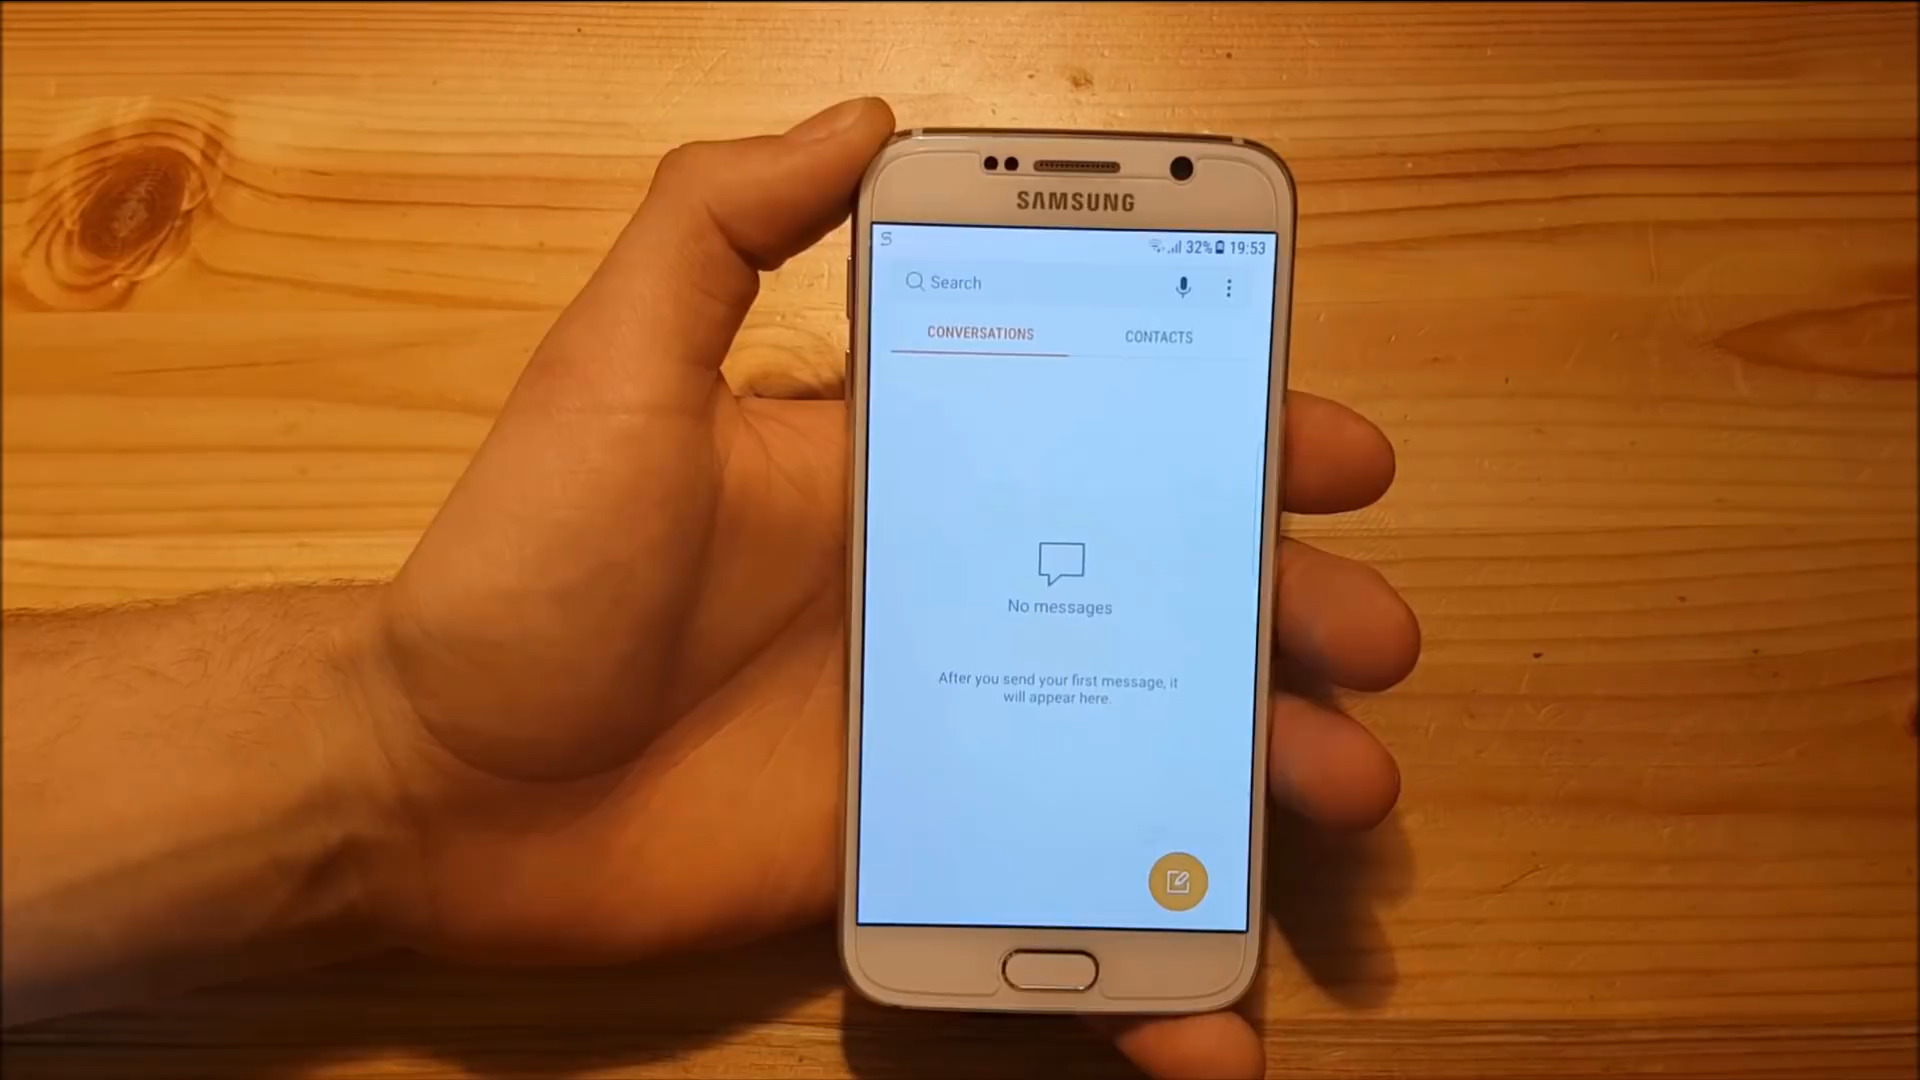 SAMSUNG
S 32% 19:53
Search
CONVERSATIONS CONTACTS
No messages
After you send your first message, it
will appear here.